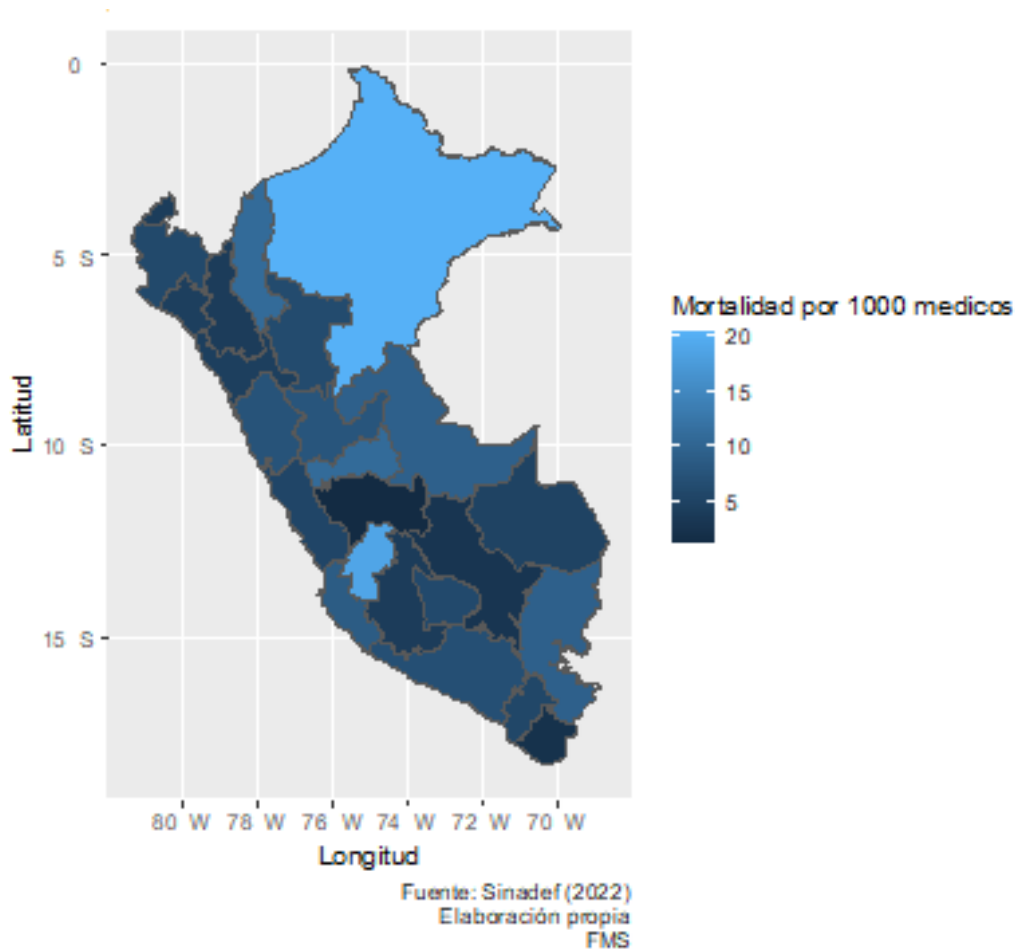 0
5 S
10 S
15 S
Latitud
80 W 78 W 76 W 74 W 72 W 70 W
Longitud
Mortalidad por 1000 medicos
20
15
10
5
Fuente: Sinadef (2022)
Elaboración propia
FMS